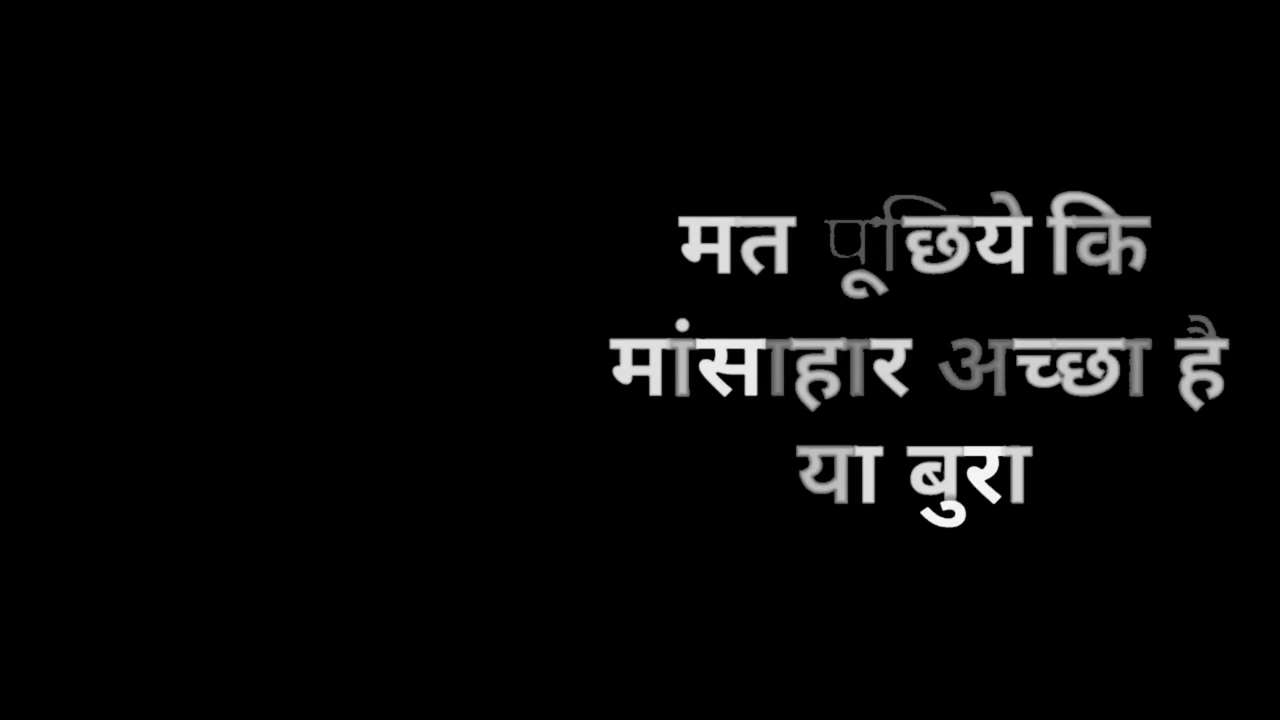 मत पूछिये कि
मांसाहार अच्छा है
या बुरा